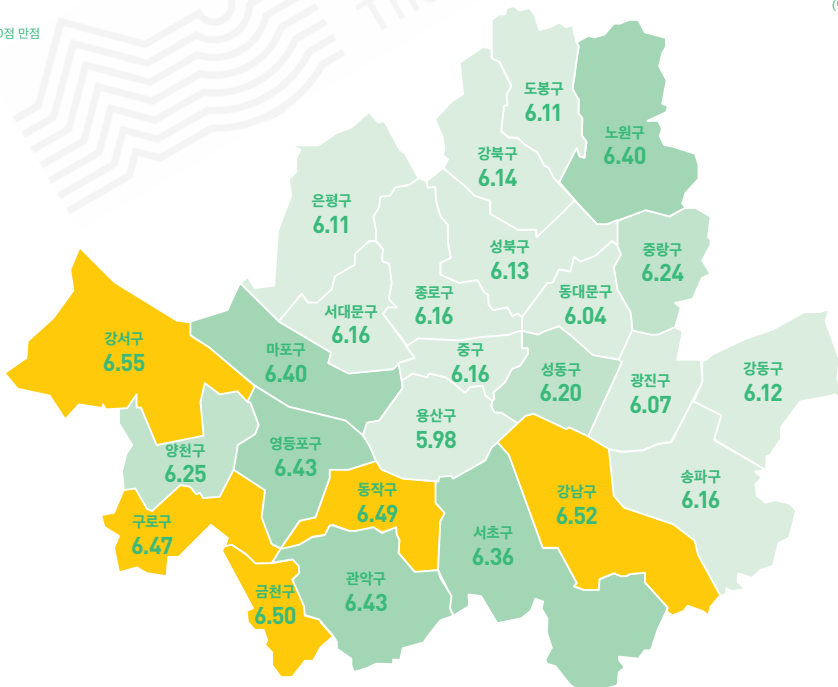 점 만점
도봉구
6.11
노원구
6.40
강북구
6.14
은평구
6.11
성북구
6.13
중랑구
6.24
종로구
6.16
동대문구
6.04
서대문구
6.16
강서구
6.55
마포구
6.40
중구
6.16
성동구
6.20
광진구
6.07
강동구
6.12
용산구
5.98
양천구
6.25
영등포구
6.43
동작구
6.49
강남구
6.52
송파구
6.16
구로구
6.47
서초구
6.36
관악구
6.43
금천구
6.50